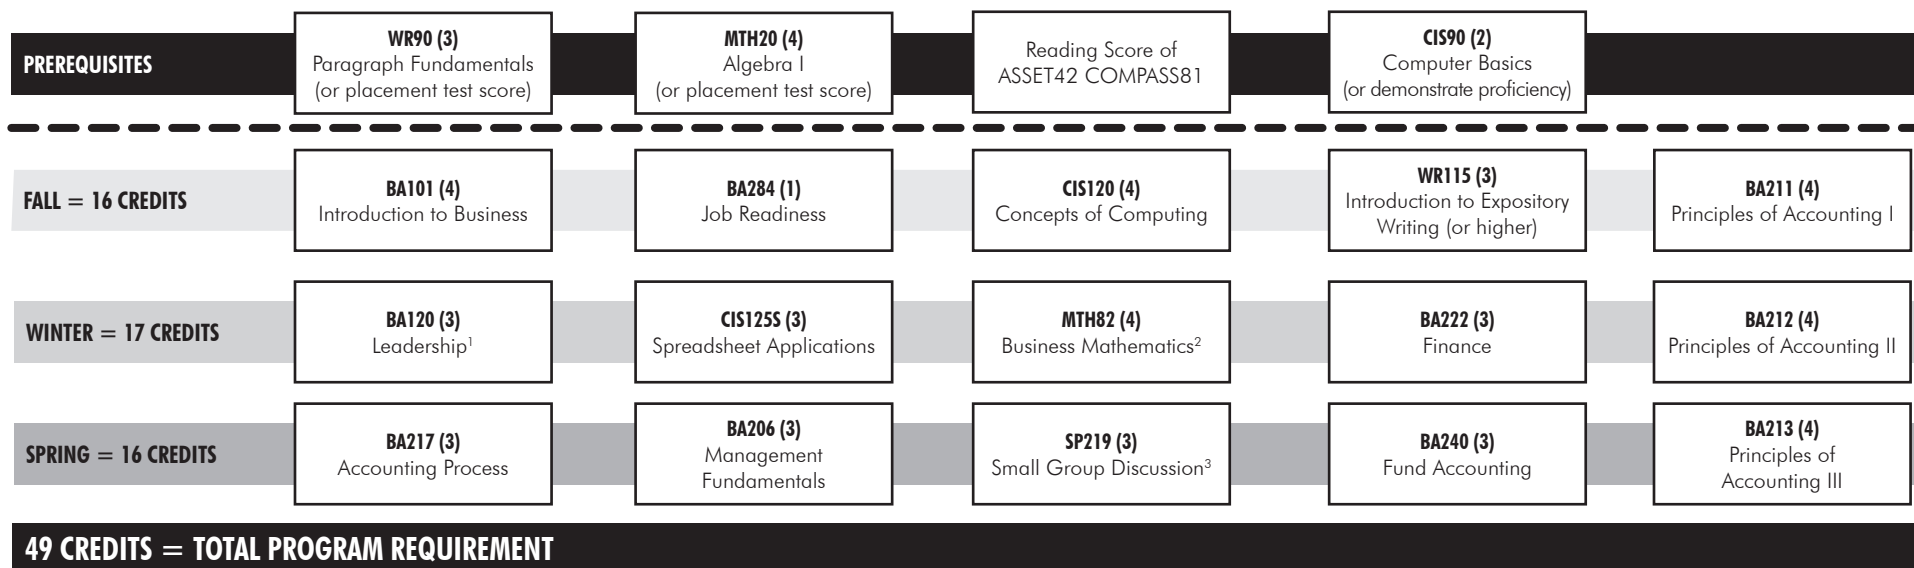 PREREQUISITES
WR90 (3)
Paragraph Fundamentals
(or placement test score)
MTH20 (4)
Algebra I
(or placement test score)
Reading Score of
ASSET42 COMPASS81
CIS90 (2)
Computer Basics
(or demonstrate proficiency)
FALL = 16 CREDITS
BA101 (4)
Introduction to Business
BA284 (1)
Job Readiness
CIS120 (4)
Concepts of Computing
WR115 (3)
Introduction to Expository
Writing (or higher)
BA211 (4)
Principles of Accounting I
WINTER = 17 CREDITS
BA120 (3)
Leadership¹
CIS125S (3)
Spreadsheet Applications
MTH82 (4)
Business Mathematics²
BA222 (3)
Finance
BA212 (4)
Principles of Accounting II
SPRING = 16 CREDITS
BA217 (3)
Accounting Process
BA206 (3)
Management
Fundamentals
SP219 (3)
Small Group Discussion³
BA240 (3)
Fund Accounting
BA213 (4)
Principles of
Accounting III
49 CREDITS = TOTAL PROGRAM REQUIREMENT